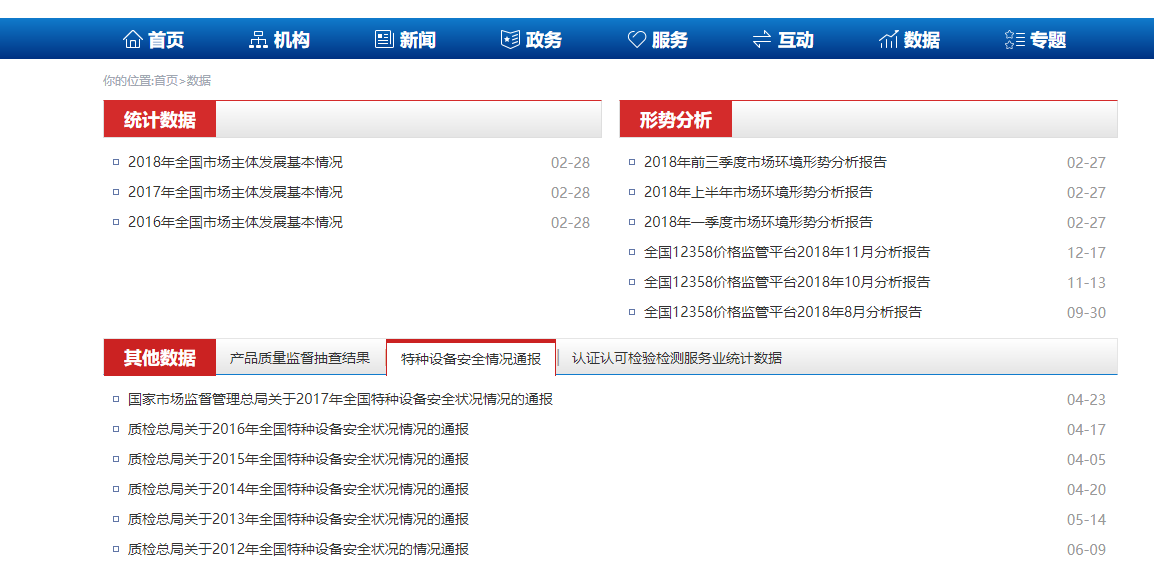 首页 机构 新闻 政务 服务 互动 数据 专题
你的位置:首页>数据
统计数据
2018年全国市场主体发展基本情况 02-28
2017年全国市场主体发展基本情况 02-28
2016年全国市场主体发展基本情况 02-28
形势分析
2018年前三季度市场环境形势分析报告 02-27
2018年上半年市场环境形势分析报告 02-27
2018年一季度市场环境形势分析报告 02-27
全国12358价格监管平台2018年11月分析报告 12-17
全国12358价格监管平台2018年10月分析报告 11-13
全国12358价格监管平台2018年8月分析报告 09-30
其他数据 产品质量监督抽查结果 特种设备安全情况通报 | 认证认可检验检测服务业统计数据
国家市场监督管理总局关于2017年全国特种设备安全状况情况的通报 04-23
质检总局关于2016年全国特种设备安全状况情况的通报 04-17
质检总局关于2015年全国特种设备安全状况情况的通报 04-05
质检总局关于2014年全国特种设备安全状况情况的通报 04-20
质检总局关于2013年全国特种设备安全状况情况的通报 05-14
质检总局关于2012年全国特种设备安全状况的情况通报 06-09